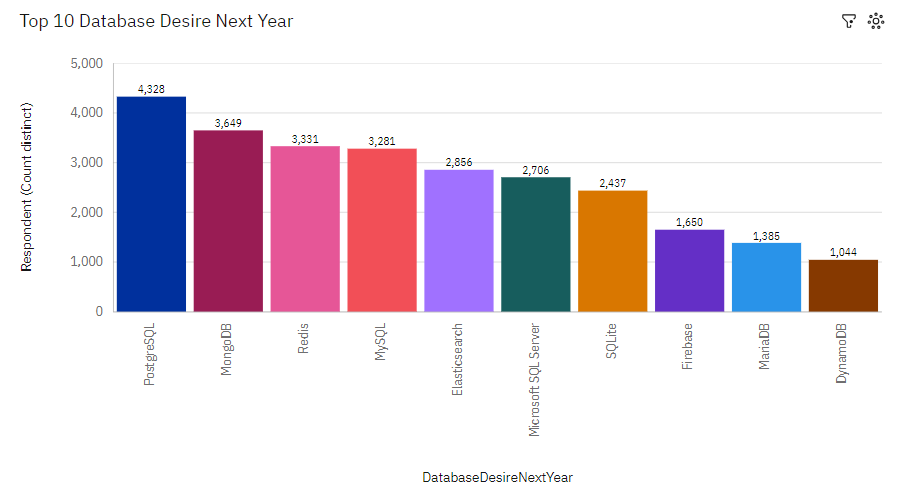 Top 10 Database Desire Next Year
Respondent (Count distinct)
5,000
4,000
3,000
2,000
1,000
0
4,328
3,649
3,331
3,281
2,856
2,706
2,437
1,650
1,385
1,044
PostgreSQL
MongoDB
Redis
MySQL
Elasticsearch
Microsoft SQL Server
SQLite
Firebase
MariaDB
DynamoDB
DatabaseDesireNextYear